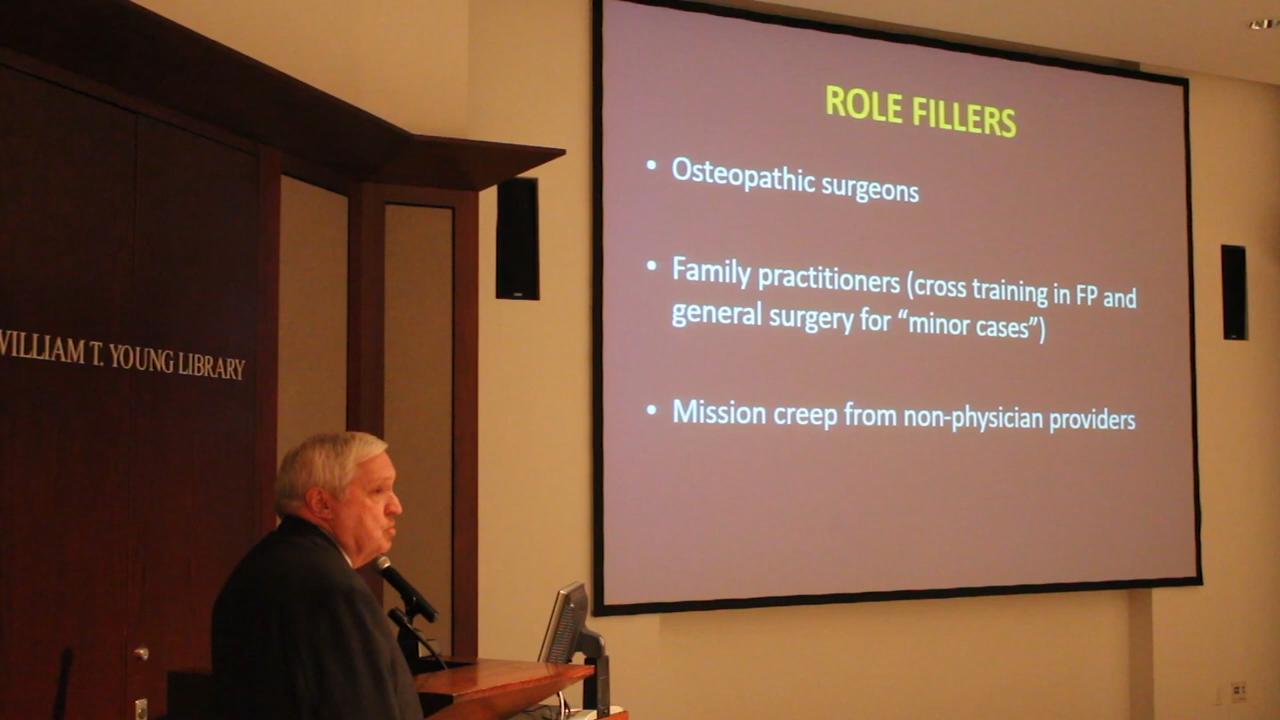 ROLE FILLERS
• Osteopathic surgeons
• Family practitioners (cross training in FP and
general surgery for “minor cases”)
• Mission creep from non-physician providers
WILLIAM T. YOUNG LIBRARY